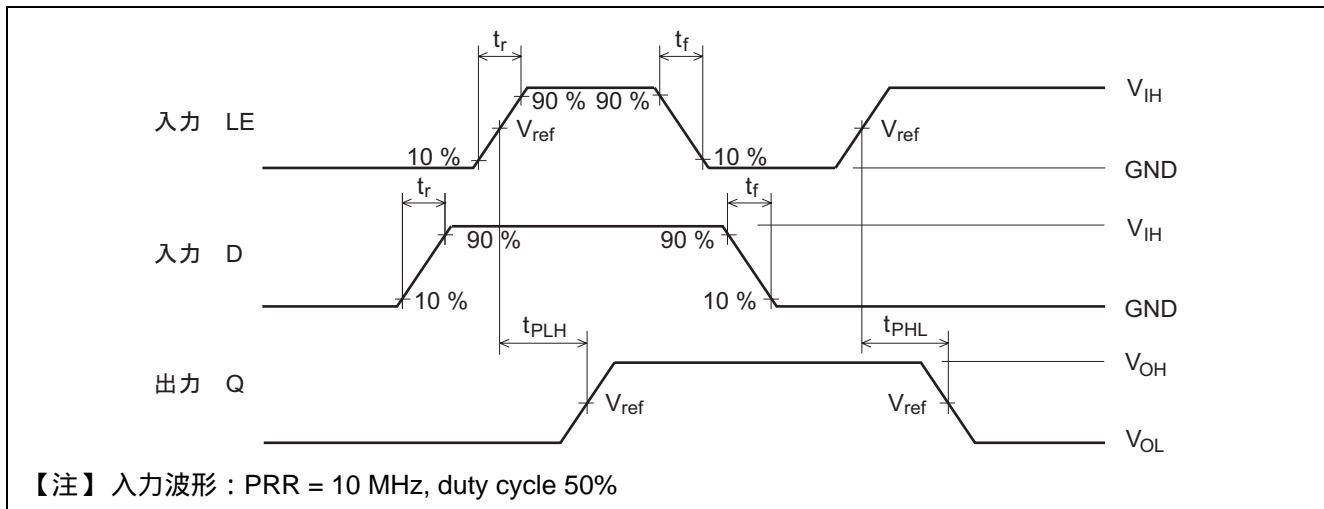 tr tf
VIH
90 % 90 %
入力 LE
Vref Vref
10 % 10 %
GND
tr tf
VIH
90 % 90 %
入力 D
10 % 10 %
GND
tPLH tPHL
VOH
出力 Q
Vref Vref
VOL
【注】 入力波形 : PRR = 10 MHz, duty cycle 50%